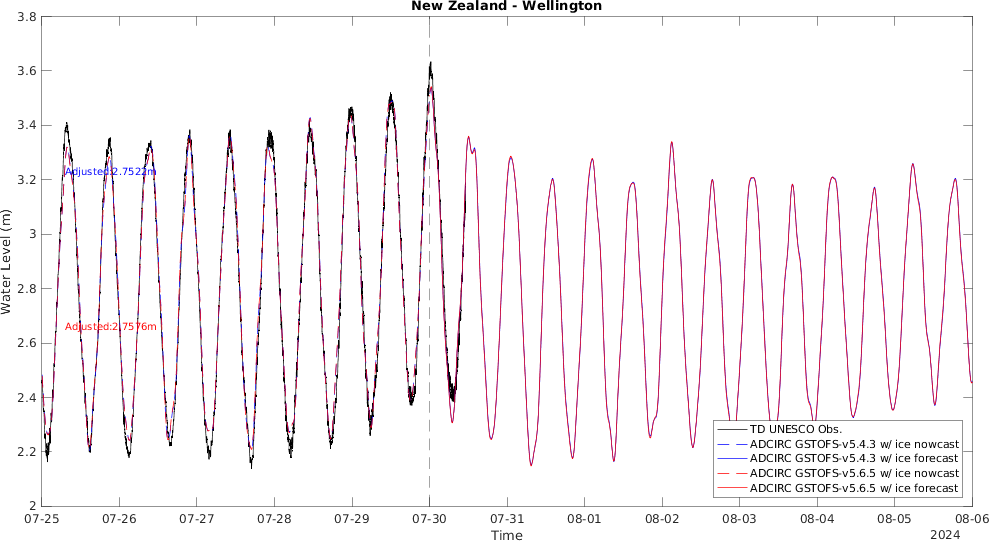 New Zealand - Wellington
3.8
3.6
3.4
3.2
3
2.8
2.6
2.4
2.2
2
Water Level (m)
Adjusted:2.7522m
Adjusted:2.7576m
TD UNESCO Obs.
ADCIRC GSTOFS-v5.4.3 w/ ice nowcast
ADCIRC GSTOFS-v5.4.3 w/ ice forecast
ADCIRC GSTOFS-v5.6.5 w/ ice nowcast
ADCIRC GSTOFS-v5.6.5 w/ ice forecast
07-25 07-26 07-27 07-28 07-29 07-30 07-31 08-01 08-02 08-03 08-04 08-05 08-06
Time
2024